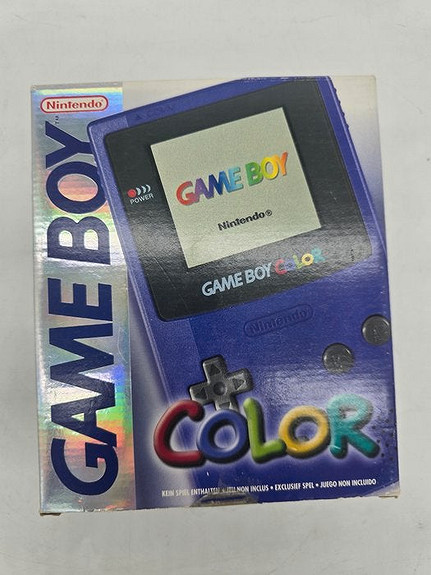 Nintendo
GAME BOY
TM
POWER
GAME BOY
Nintendo®
GAME BOY COLOR
Nintendo
COLOR
KEIN SPIEL ENTHALTEN • JEU NON INCLUS • EXCLUSIEF SPEL • JUEGO NON INCLUIDO